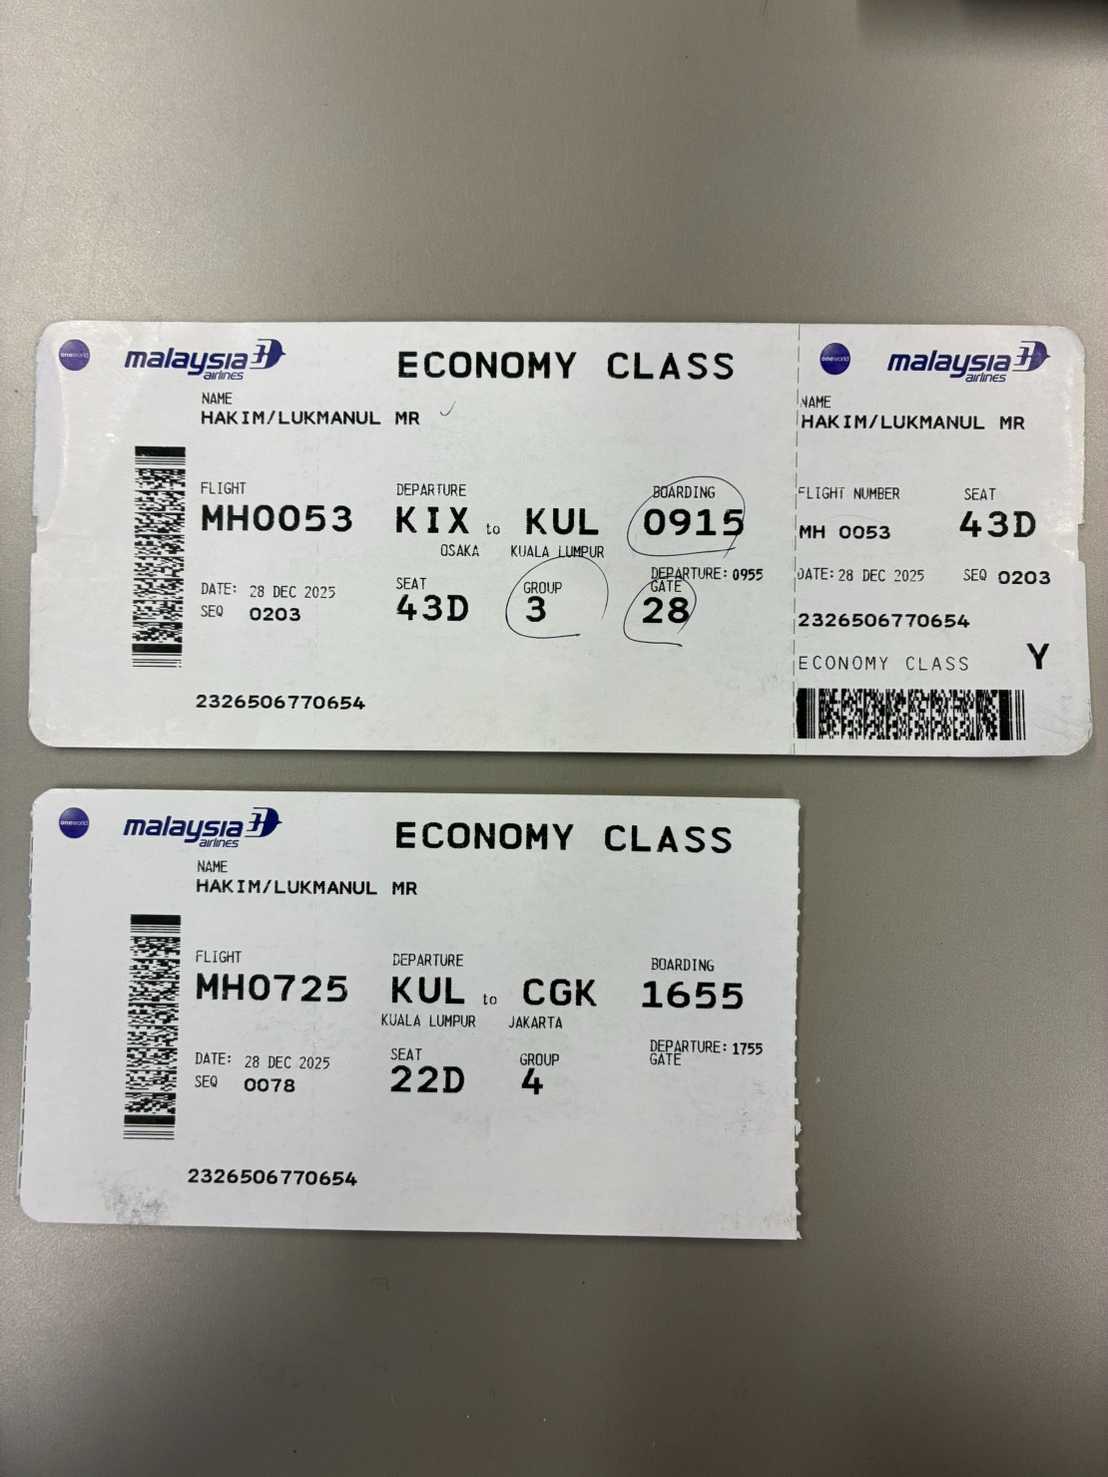 oneworld malaysia airlines ECONOMY CLASS oneworld malaysia airlines
NAME NAME
HAKIM/LUKMANUL MR HAKIM/LUKMANUL MR
FLIGHT DEPARTURE BOARDING FLIGHT NUMBER SEAT
MH0053 KIX to KUL 0915 MH 0053 43D
OSAKA KUALA LUMPUR
DEPARTURE: 0955 DATE: 28 DEC 2025 SEQ 0203
DATE: 28 DEC 2025 SEAT GROUP GATE
SEQ 0203 43D 3 28 2326506770654
ECONOMY CLASS Y
2326506770654
oneworld malaysia airlines ECONOMY CLASS
NAME
HAKIM/LUKMANUL MR
FLIGHT DEPARTURE BOARDING
MH0725 KUL to CGK 1655
KUALA LUMPUR JAKARTA
DEPARTURE: 1755
DATE: 28 DEC 2025 SEAT GROUP GATE
SEQ 0078 22D 4
2326506770654